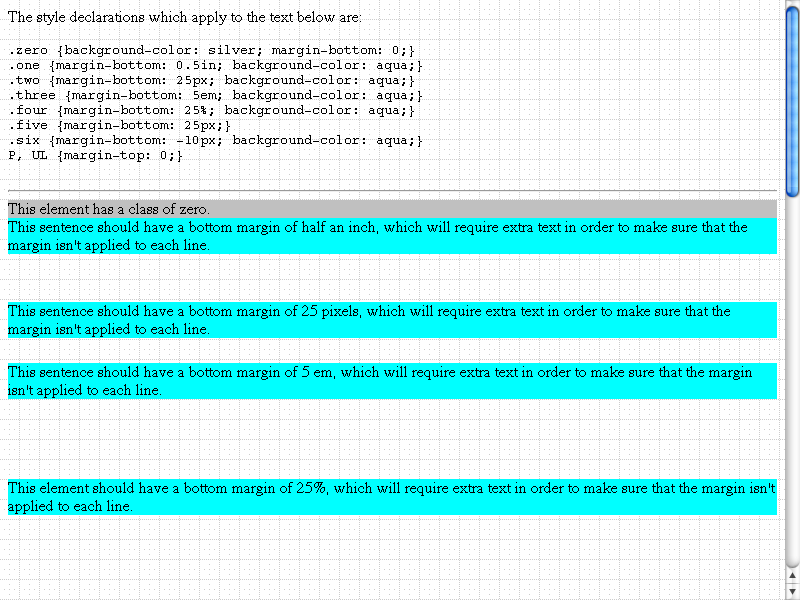 The style declarations which apply to the text below are:
.zero {background-color: silver; margin-bottom: 0;}
.one {margin-bottom: 0.5in; background-color: aqua;}
.two {margin-bottom: 25px; background-color: aqua;}
.three {margin-bottom: 5em; background-color: aqua;}
.four {margin-bottom: 25%; background-color: aqua;}
.five {margin-bottom: 25px;}
.six {margin-bottom: -10px; background-color: aqua;}
P, UL {margin-top: 0;}
This element has a class of zero.
This sentence should have a bottom margin of half an inch, which will require extra text in order to make sure that the
margin isn't applied to each line.
This sentence should have a bottom margin of 25 pixels, which will require extra text in order to make sure that the
margin isn't applied to each line.
This sentence should have a bottom margin of 5 em, which will require extra text in order to make sure that the margin
isn't applied to each line.
This element should have a bottom margin of 25%, which will require extra text in order to make sure that the margin isn't
applied to each line.